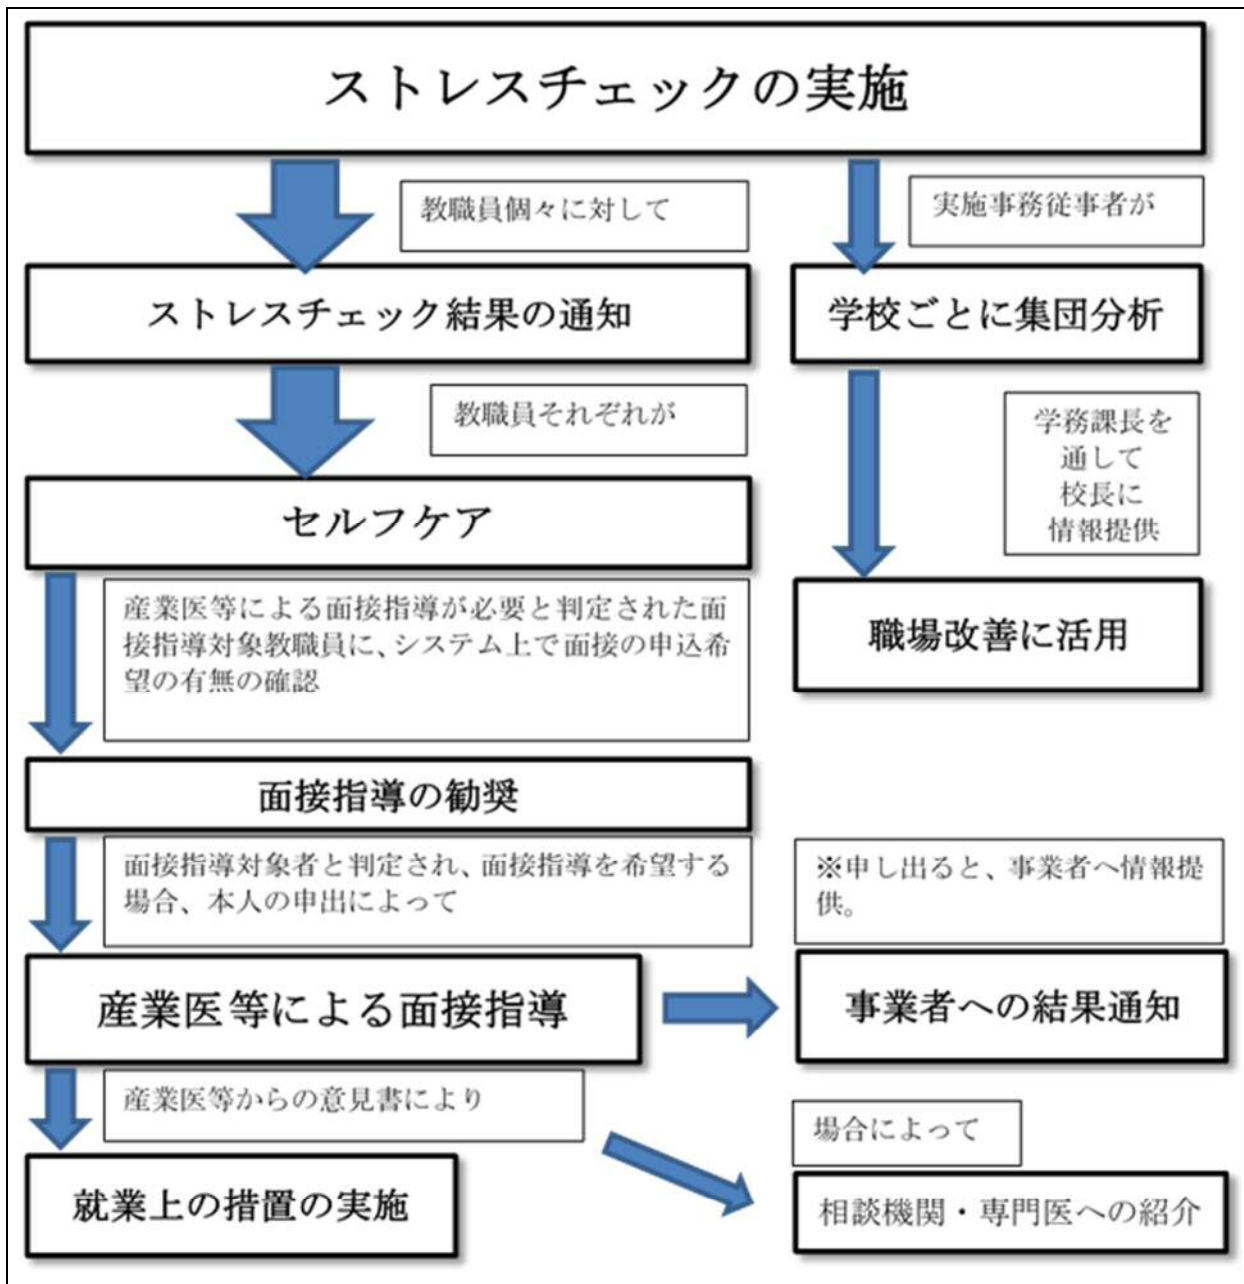 ストレスチェックの実施
教職員個々に対して
実施事務従事者が
ストレスチェック結果の通知
学校ごとに集団分析
教職員それぞれが
学務課長を
通して
校長に
情報提供
セルフケア
産業医等による面接指導が必要と判定された面
接指導対象教職員に、システム上で面接の申込希
望の有無の確認
職場改善に活用
面接指導の勧奨
面接指導対象者と判定され、面接指導を希望する
場合、本人の申出によって
※申し出ると、事業者へ情報提
供。
産業医等による面接指導
事業者への結果通知
産業医等からの意見書により
場合によって
就業上の措置の実施
相談機関・専門医への紹介